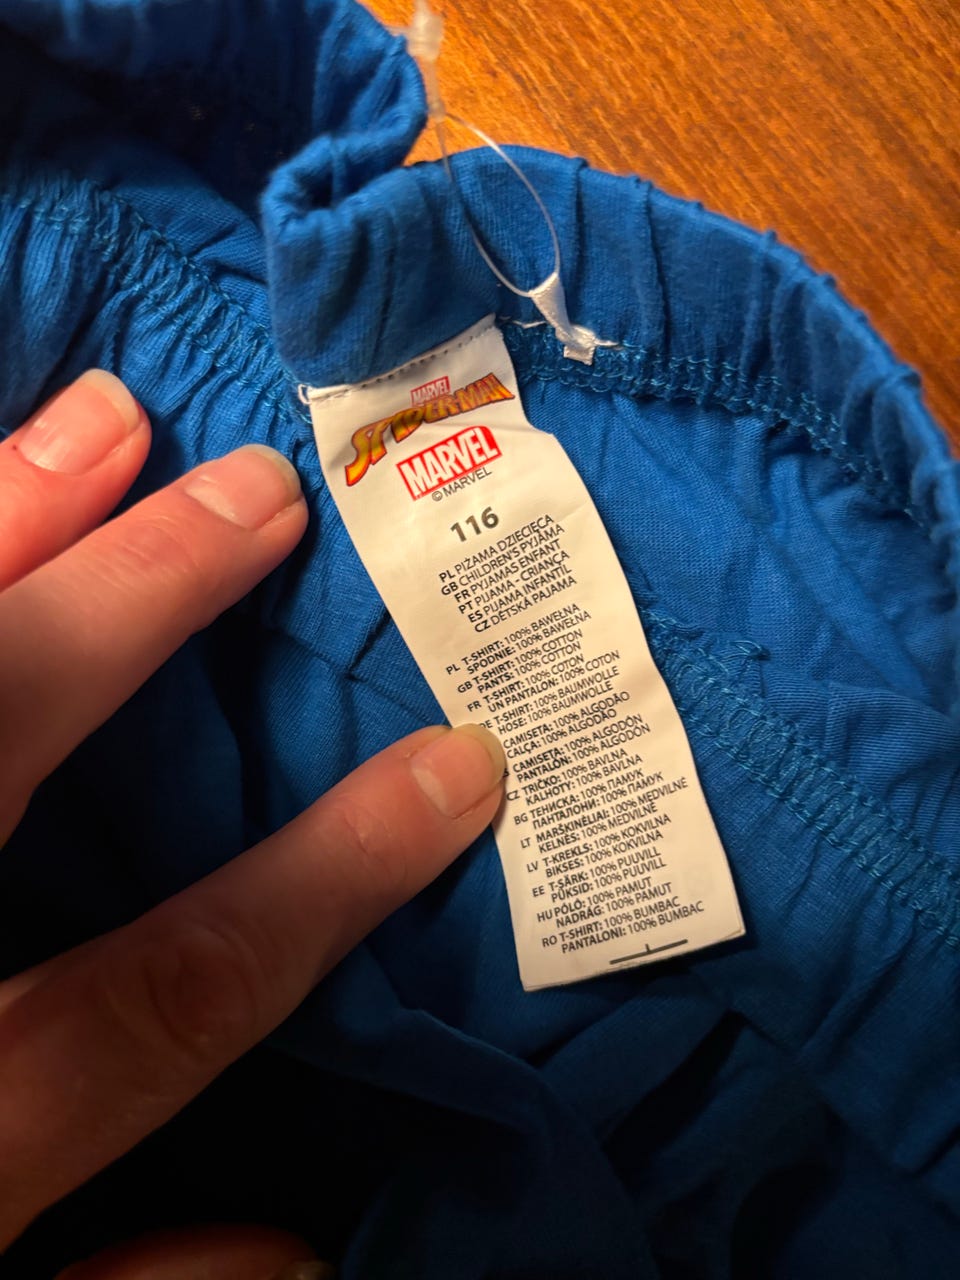 MARVEL
SPIDER-MAN
MARVEL
© MARVEL
116
PL PIŻAMA DZIECIĘCA
GB CHILDREN'S PYJAMA
FR PYJAMAS ENFANT
PT PIJAMA - CRIANÇA
ES PIJAMA INFANTIL
CZ DĚTSKÁ PAJAMA
PL T-SHIRT: 100% BAWEŁNA
SPODNIE: 100% BAWEŁNA
GB T-SHIRT: 100% COTTON
PANTS: 100% COTTON
FR T-SHIRT: 100% COTON
UN PANTALON: 100% COTON
DE T-SHIRT: 100% BAUMWOLLE
HOSE: 100% BAUMWOLLE
CAMISETA: 100% ALGODÃO
CALÇA: 100% ALGODÃO
CAMISETA: 100% ALGODÓN
PANTALÓN: 100% ALGODÓN
CZ TRIČKO: 100% BAVLNA
KALHOTY: 100% BAVLNA
BG ТЕНИСКА: 100% ПАМУК
ПАНТАЛОНИ: 100% ПАМУК
LT MARŠKINĖLIAI: 100% MEDVILNĖ
KELNĖS: 100% MEDVILNĖ
LV T-KREKLS: 100% KOKVILNA
BIKSES: 100% KOKVILNA
EE T-SÄRK: 100% PUUVILL
PÜKSID: 100% PUUVILL
HU PÓLÓ: 100% PAMUT
NADRÁG: 100% PAMUT
RO T-SHIRT: 100% BUMBAC
PANTALONI: 100% BUMBAC